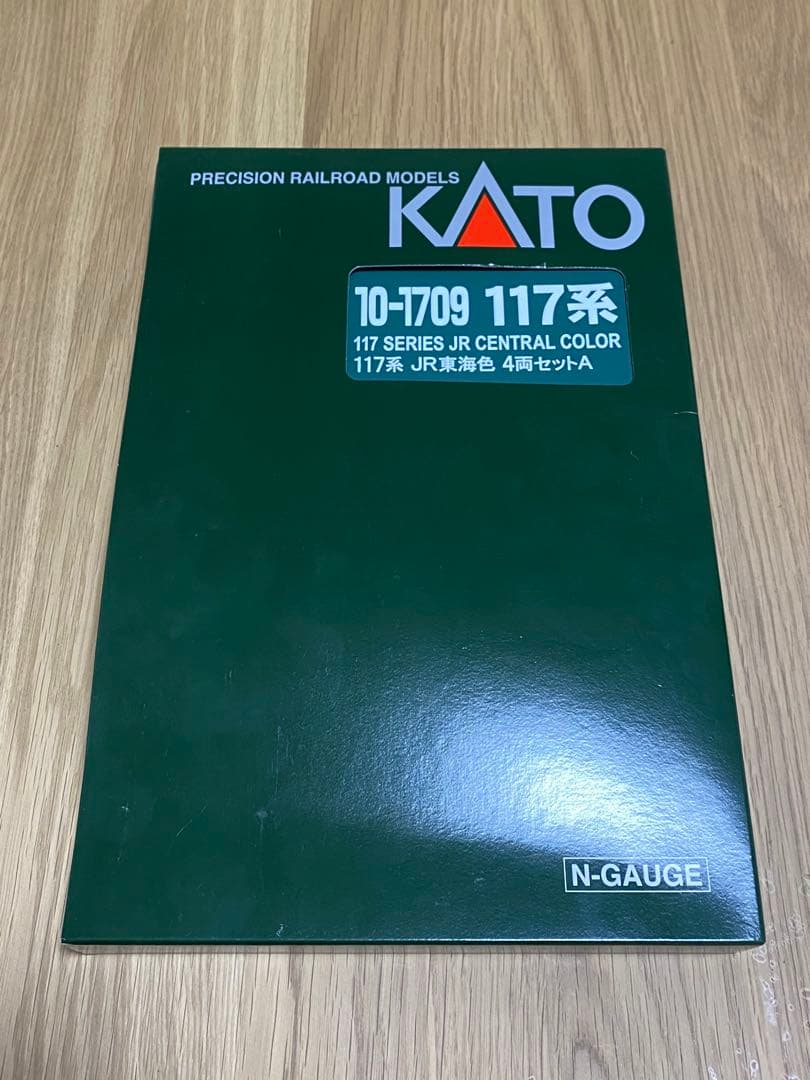 PRECISION RAILROAD MODELS
KATO
10-1709 117系
117 SERIES JR CENTRAL COLOR
117系 JR東海色 4両セットA
N-GAUGE